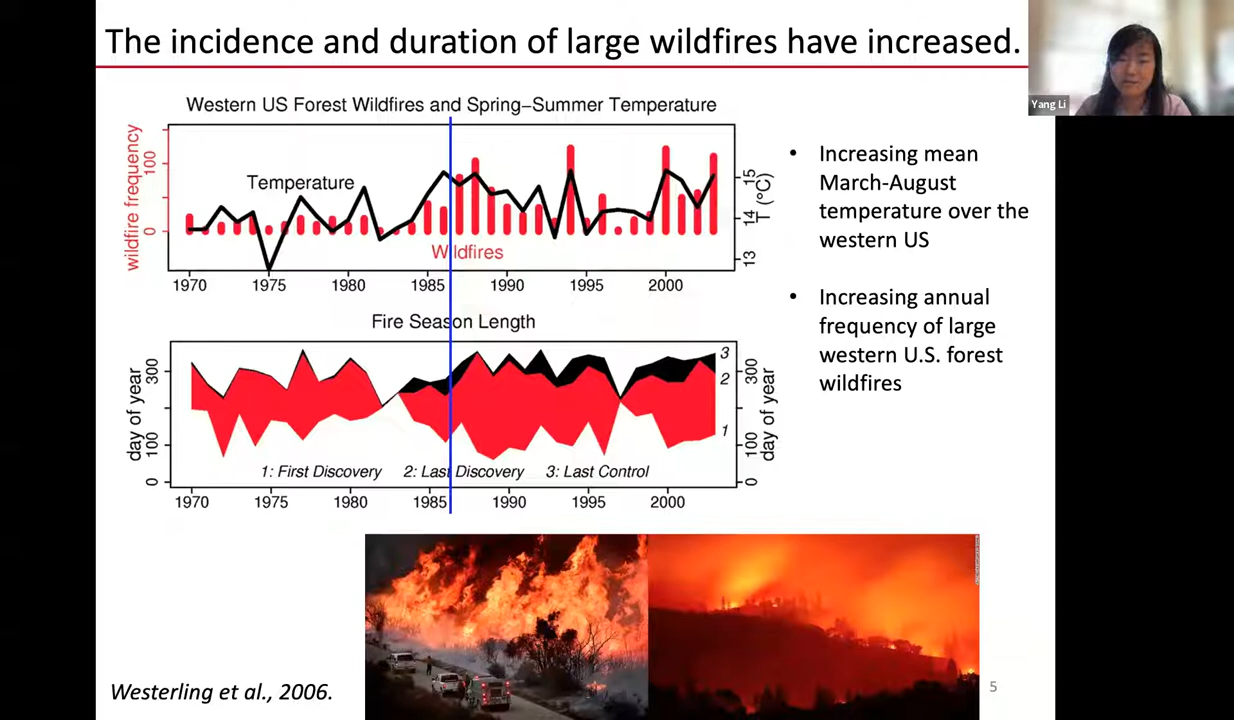 The incidence and duration of large wildfires have increased.
Yang Li
Western US Forest Wildfires and Spring–Summer Temperature
wildfire frequency
100
0
Temperature
Wildfires
15
14
13
T (°C)
1970 1975 1980 1985 1990 1995 2000
Fire Season Length
day of year
300
100
0
3
2
1
300
100
0
day of year
1: First Discovery 2: Last Discovery 3: Last Control
1970 1975 1980 1985 1990 1995 2000
• Increasing mean
March-August
temperature over the
western US
• Increasing annual
frequency of large
western U.S. forest
wildfires
Westerling et al., 2006.
5